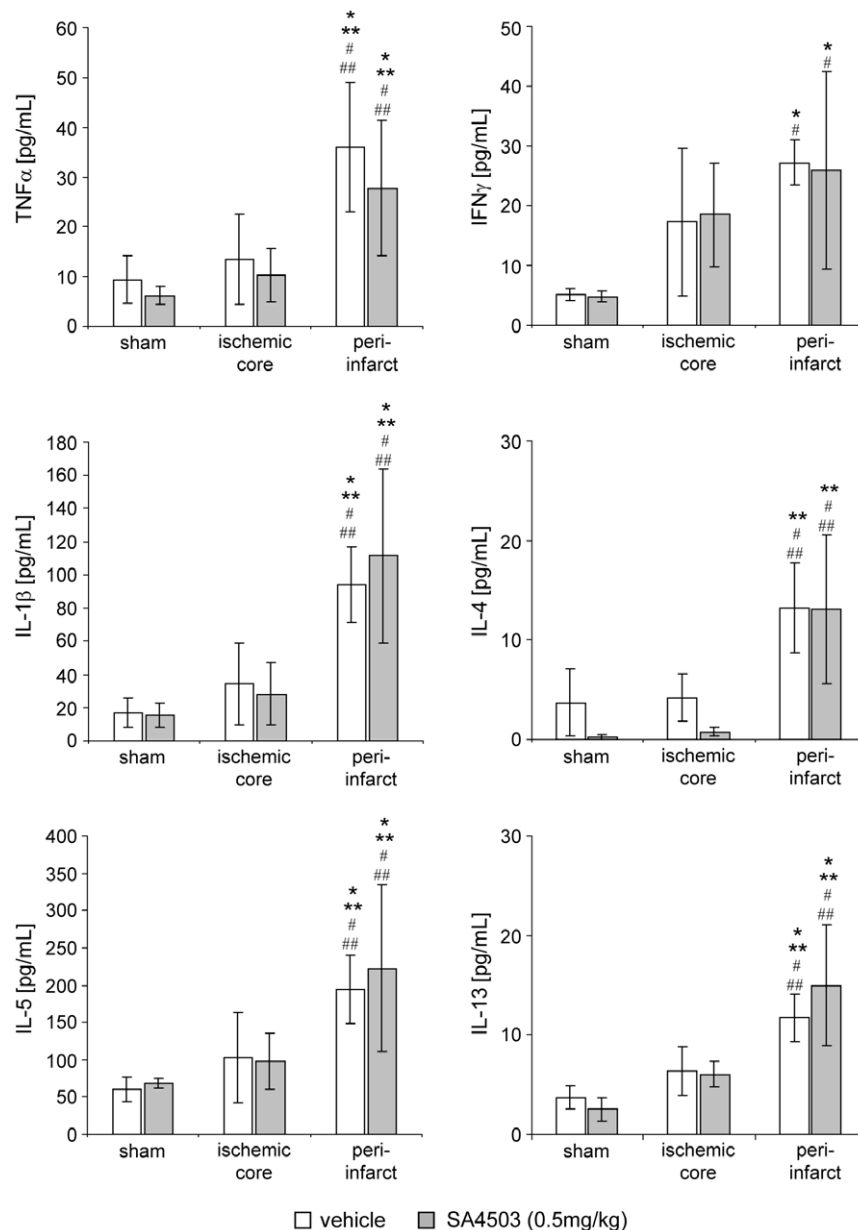 TNFα [pg/mL]
60
50
40
30
20
10
0
*
**
#
##
*
**
#
##
sham
ischemic
core
peri-
infarct
IFNγ [pg/mL]
50
40
30
20
10
0
*
#
*
#
sham
ischemic
core
peri-
infarct
IL-1β [pg/mL]
180
160
140
120
100
80
60
40
20
0
*
**
#
##
*
**
#
##
sham
ischemic
core
peri-
infarct
IL-4 [pg/mL]
30
20
10
0
**
#
##
**
#
##
sham
ischemic
core
peri-
infarct
IL-5 [pg/mL]
400
350
300
250
200
150
100
50
0
*
**
#
##
*
**
#
##
sham
ischemic
core
peri-
infarct
IL-13 [pg/mL]
30
20
10
0
*
**
#
##
*
**
#
##
sham
ischemic
core
peri-
infarct
vehicle
SA4503 (0.5mg/kg)